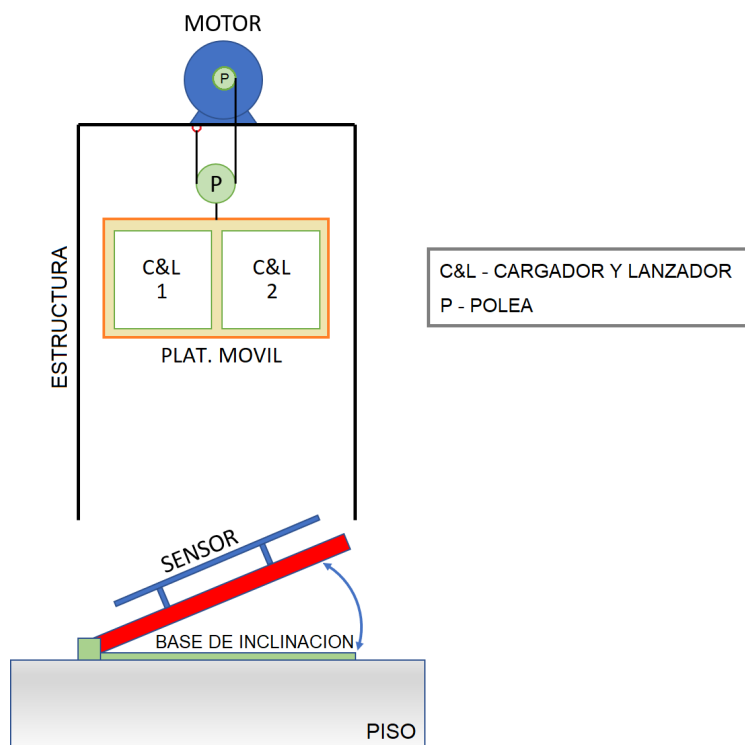 MOTOR
P
P
ESTRUCTURA
C&L
1
C&L
2
PLAT. MOVIL
C&L - CARGADOR Y LANZADOR
P - POLEA
SENSOR
BASE DE INCLINACION
PISO